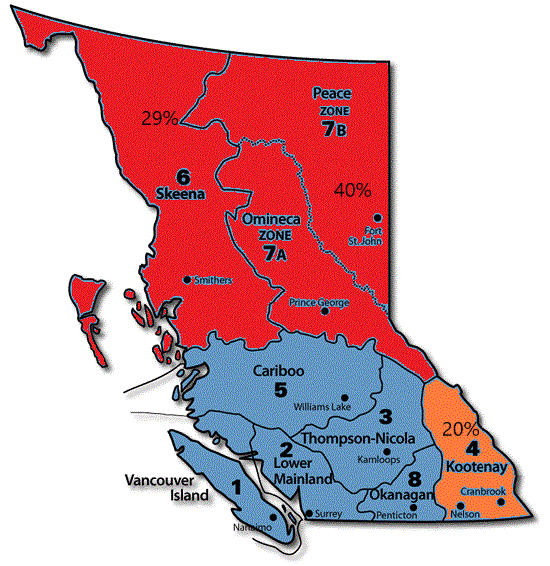 Peace
ZONE
7B
29%
6
Skeena
40%
Omineca
ZONE
7A
Fort
St. John
Smithers
Prince George
Cariboo
5
Williams Lake
3
Thompson-Nicola
Kamloops
20%
4
Kootenay
2
Lower
Mainland
8
Okanagan
Vancouver
Island
1
Cranbrook
Nelson
Penticton
Surrey
Nanaimo